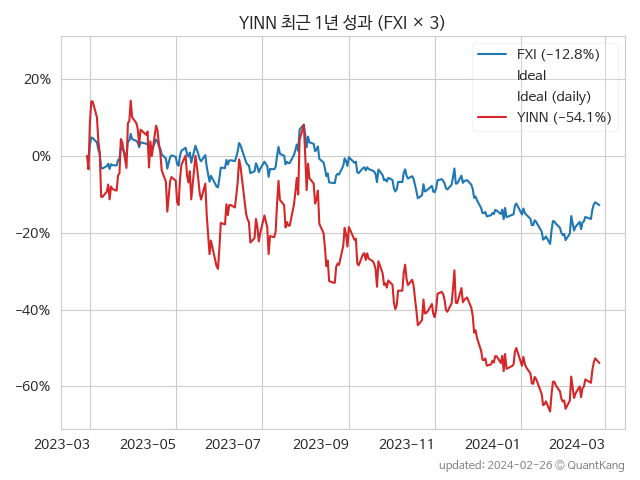 YINN 최근 1년 성과 (FXI × 3)
FXI (−12.8%)
Ideal
Ideal (daily)
YINN (−54.1%)
20%
0%
−20%
−40%
−60%
2023-03 2023-05 2023-07 2023-09 2023-11 2024-01 2024-03
updated: 2024-02-26 © QuantKang